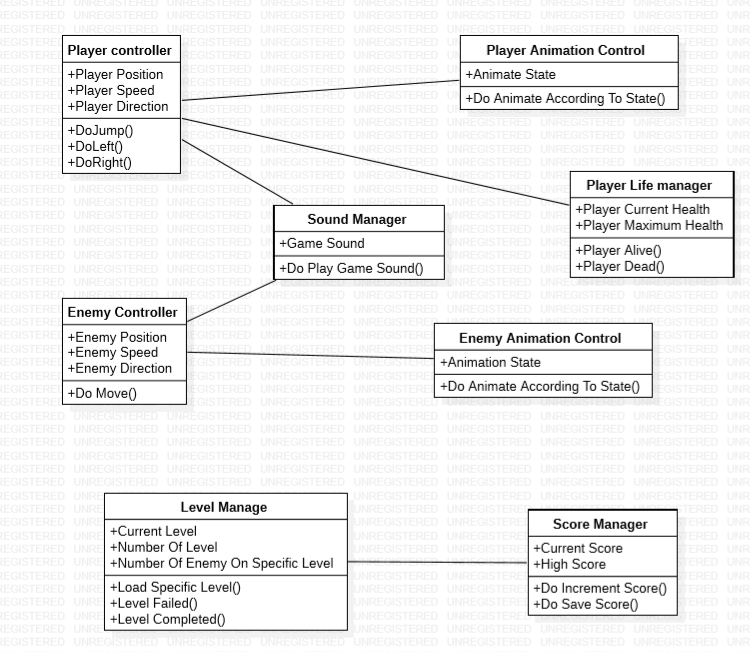 Player controller
+Player Position
+Player Speed
+Player Direction
+DoJump()
+DoLeft()
+DoRight()
Player Animation Control
+Animate State
+Do Animate According To State()
Player Life manager
+Player Current Health
+Player Maximum Health
+Player Alive()
+Player Dead()
Sound Manager
+Game Sound
+Do Play Game Sound()
Enemy Controller
+Enemy Position
+Enemy Speed
+Enemy Direction
+Do Move()
Enemy Animation Control
+Animation State
+Do Animate According To State()
Level Manage
+Current Level
+Number Of Level
+Number Of Enemy On Specific Level
+Load Specific Level()
+Level Failed()
+Level Completed()
Score Manager
+Current Score
+High Score
+Do Increment Score()
+Do Save Score()
UNREGISTERED